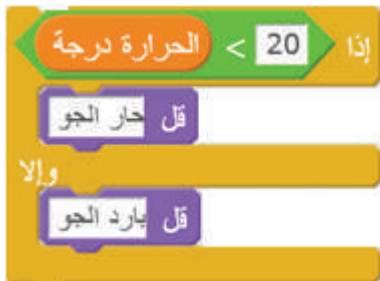 إذا 20 < الحرارة درجة
قل حار الجو
وإلا
قل بارد الجو